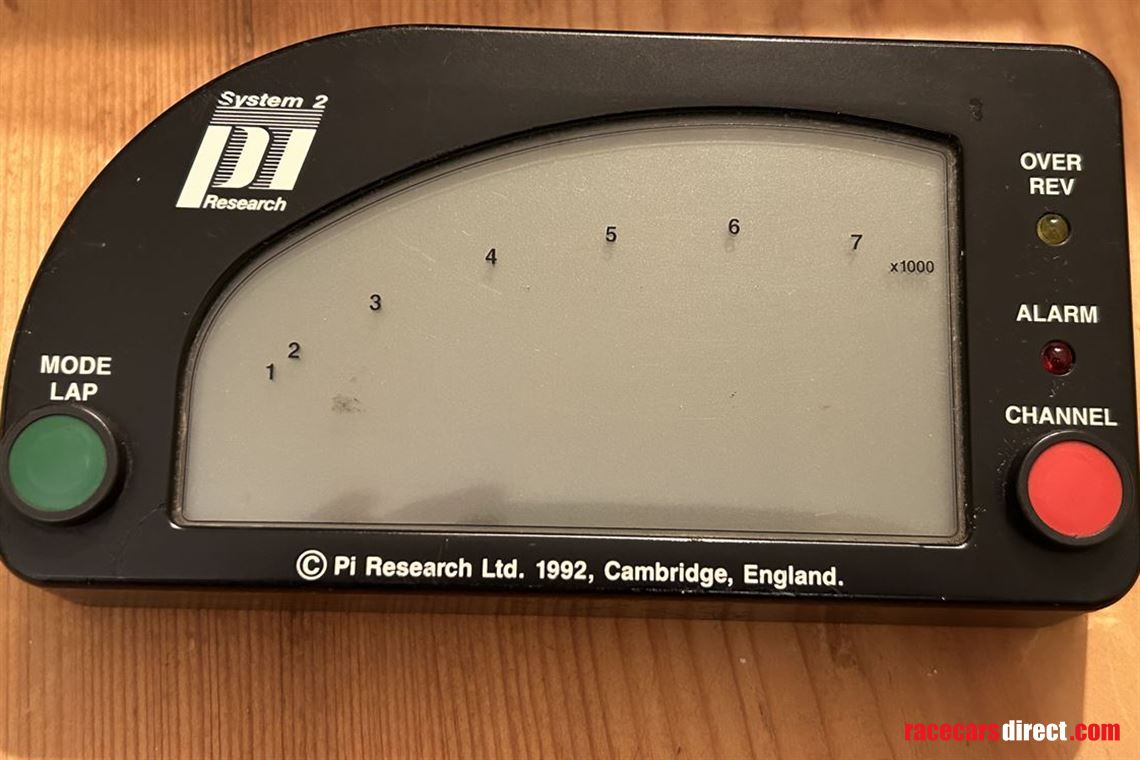 System 2
pi
Research
OVER
REV
ALARM
CHANNEL
MODE
LAP
1
2
3
4
5
6
7
x1000
© Pi Research Ltd. 1992, Cambridge, England.
racecarsdirect.com